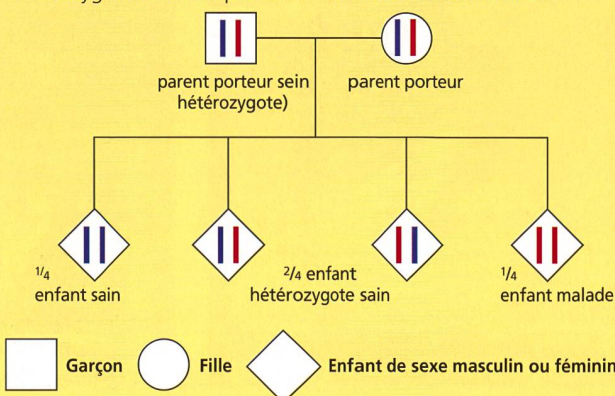 parent porteur sein
hétérozygote)
parent porteur
1/4
enfant sain
2/4 enfant
hétérozygote sain
1/4
enfant malade
Garçon
Fille
Enfant de sexe masculin ou féminin